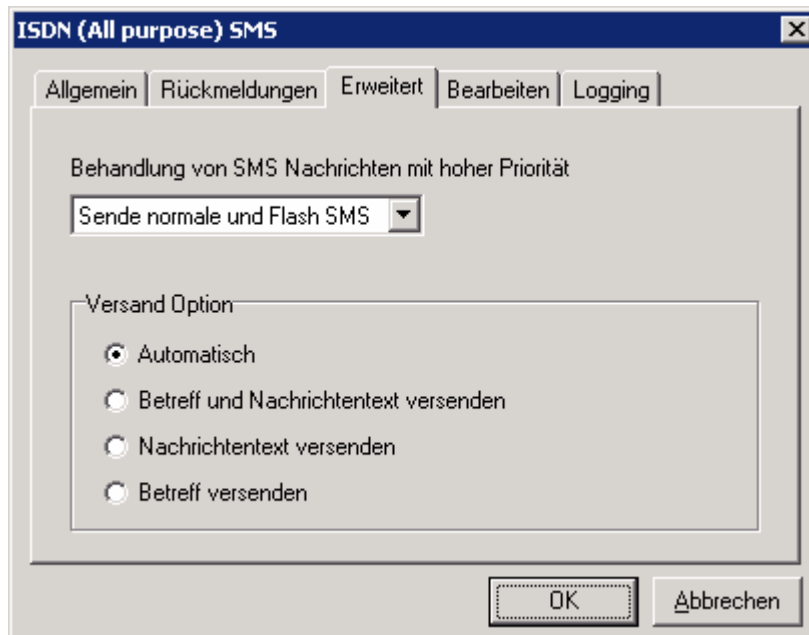 ISDN (All purpose) SMS
Allgemein Rückmeldungen Erweitert Bearbeiten Logging
Behandlung von SMS Nachrichten mit hoher Priorität
Sende normale und Flash SMS
Versand Option
Automatisch
Betreff und Nachrichtentext versenden
Nachrichtentext versenden
Betreff versenden
OK Abbrechen